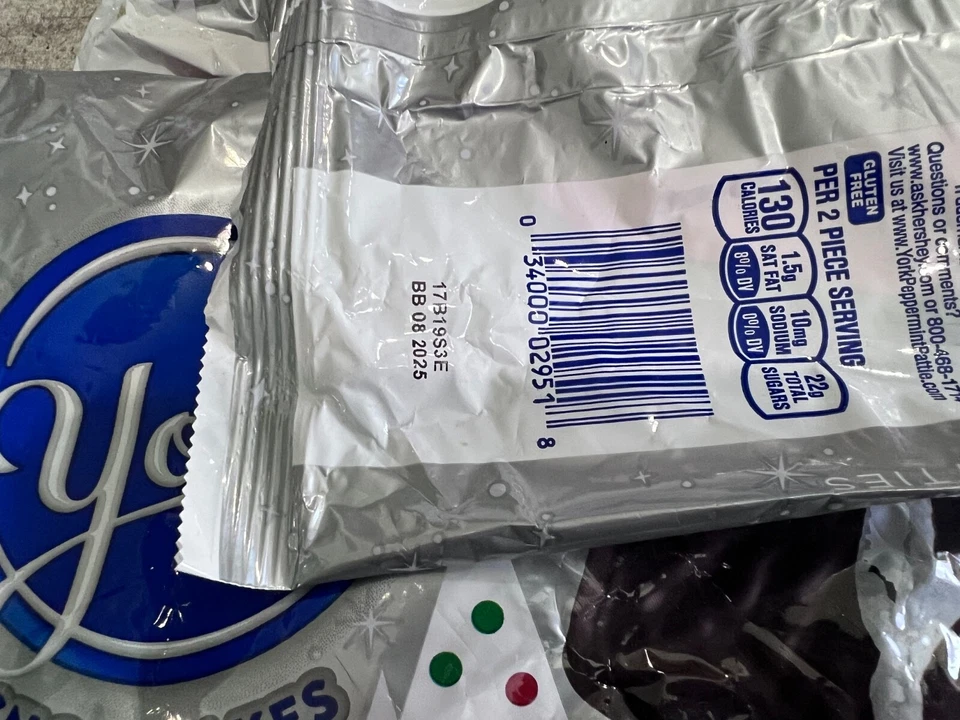 Yo
Questions or comments?
www.askhershey.com or 800-468-17
Visit us at www.YorkPeppermintPattie.com
GLUTEN
FREE
PER 2 PIECE SERVING
130
CALORIES
1.5g
SAT FAT
8% DV
10mg
SODIUM
0% DV
22g
TOTAL
SUGARS
0 34000 02951 8
17B19S3E
BB 08 2025
TIES
KES